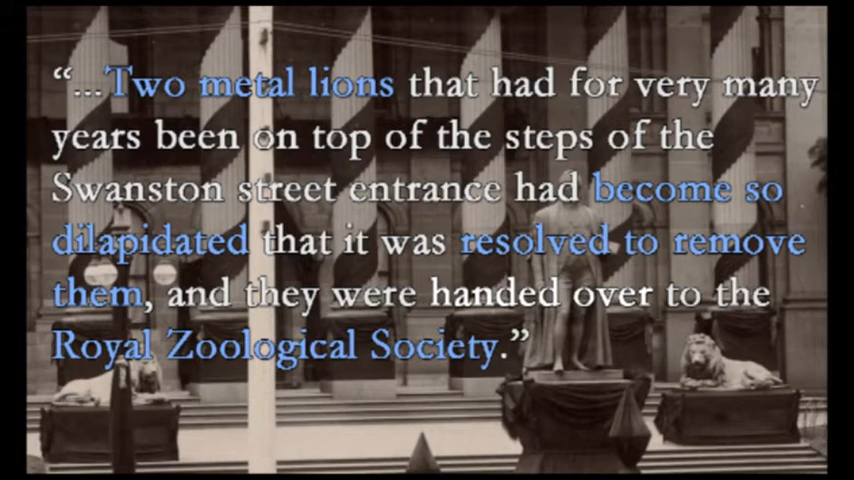 “...Two metal lions that had for very many
years been on top of the steps of the
Swanston street entrance had become so
dilapidated that it was resolved to remove
them, and they were handed over to the
Royal Zoological Society.”